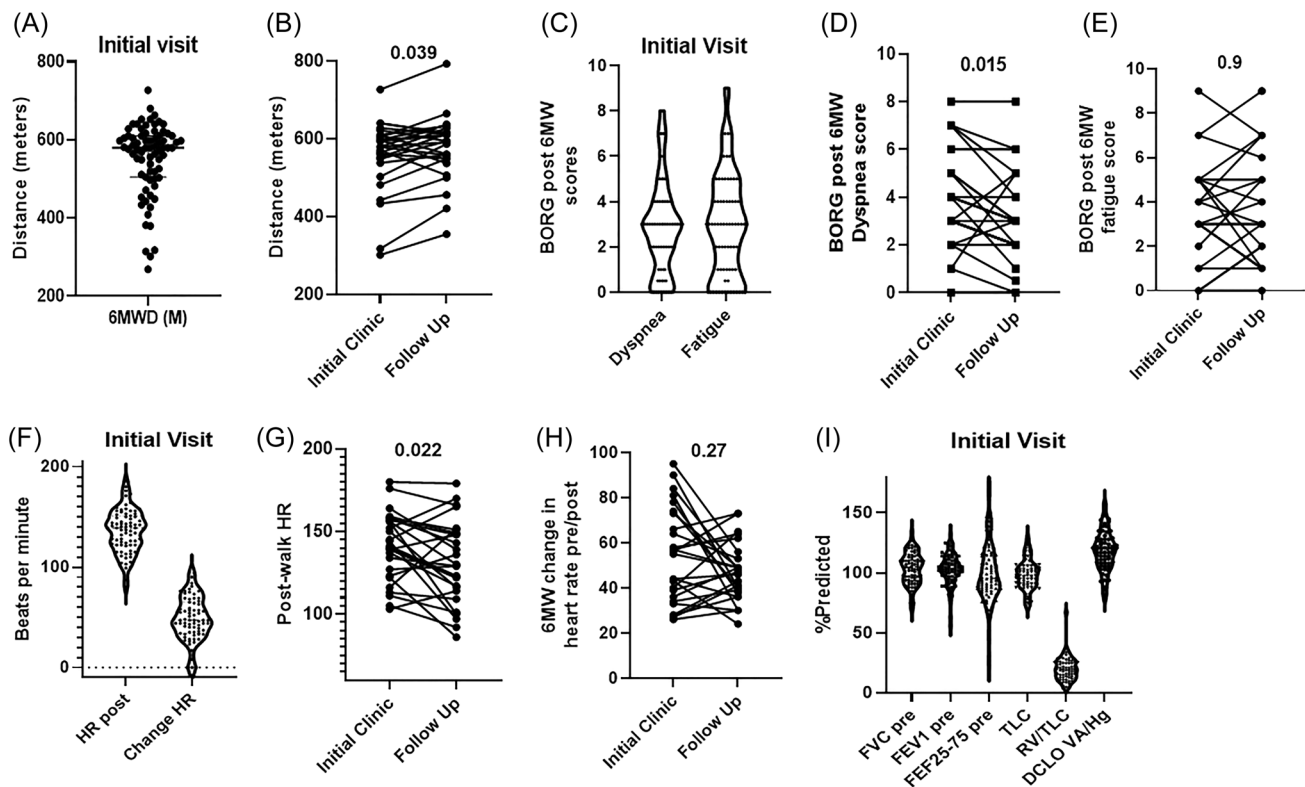 (A)
Initial visit
800
600
400
200
Distance (meters)
6MWD (M)
(B)
0.039
800
600
400
200
Distance (meters)
Initial Clinic
Follow Up
(C)
Initial Visit
10
8
6
4
2
0
BORG post 6MW
scores
Dyspnea
Fatigue
(D)
0.015
10
8
7
6
5
4
3
2
1
0
BORG post 6MW
Dyspnea score
Initial Clinic
Follow Up
(E)
0.9
10
8
6
4
2
0
BORG post 6MW
fatigue score
Initial Clinic
Follow Up
(F)
Initial Visit
200
100
0
Beats per minute
HR post
Change HR
(G)
0.022
200
150
100
Post-walk HR
Initial Clinic
Follow Up
(H)
0.27
100
80
60
40
20
0
6MW change in
heart rate pre/post
Initial Clinic
Follow Up
(I)
Initial Visit
150
100
50
0
%Predicted
FVC pre
FEV1 pre
FEF25-75 pre
TLC
RV/TLC
DCLO VA/Hg